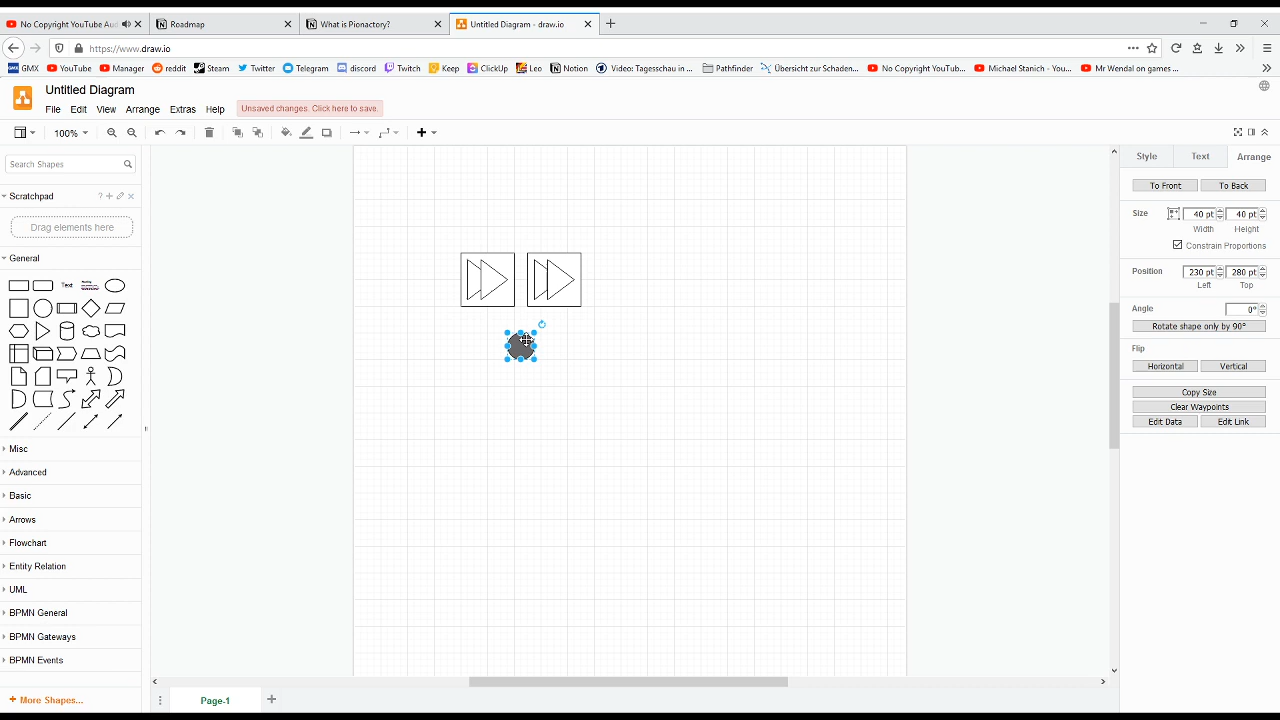 No Copyright YouTube Au
Roadmap
What is Pionactory?
Untitled Diagram - draw.io
https://www.draw.io
GMX
YouTube
Manager
reddit
Steam
Twitter
Telegram
discord
Twitch
Keep
ClickUp
Notion
Video: Tagesschau in ...
Pathfinder...
Übersicht zur Schaden...
No Copyright YouTub...
Michael Stanich - You...
Mr Wendal on game...
Untitled Diagram
File
Edit
View
Arrange
Extras
Help
Unsaved changes. Click here to save.
100%
Search Shapes
Scratchpad
?
Drag elements here
General
Text
Misc
Advanced
Basic
Arrows
Flowchart
Entity Relation
UML
BPMN General
BPMN Gateways
BPMN Events
+ More Shapes...
Page-1
Style
Text
Arrange
To Front
To Back
Size
40 pt
40 pt
Width
Height
Constrain Proportions
Position
230 pt
280 pt
Left
Top
Angle
0°
Rotate shape only by 90°
Flip
Horizontal
Vertical
Copy Size
Clear Waypoints
Edit Data
Edit Link